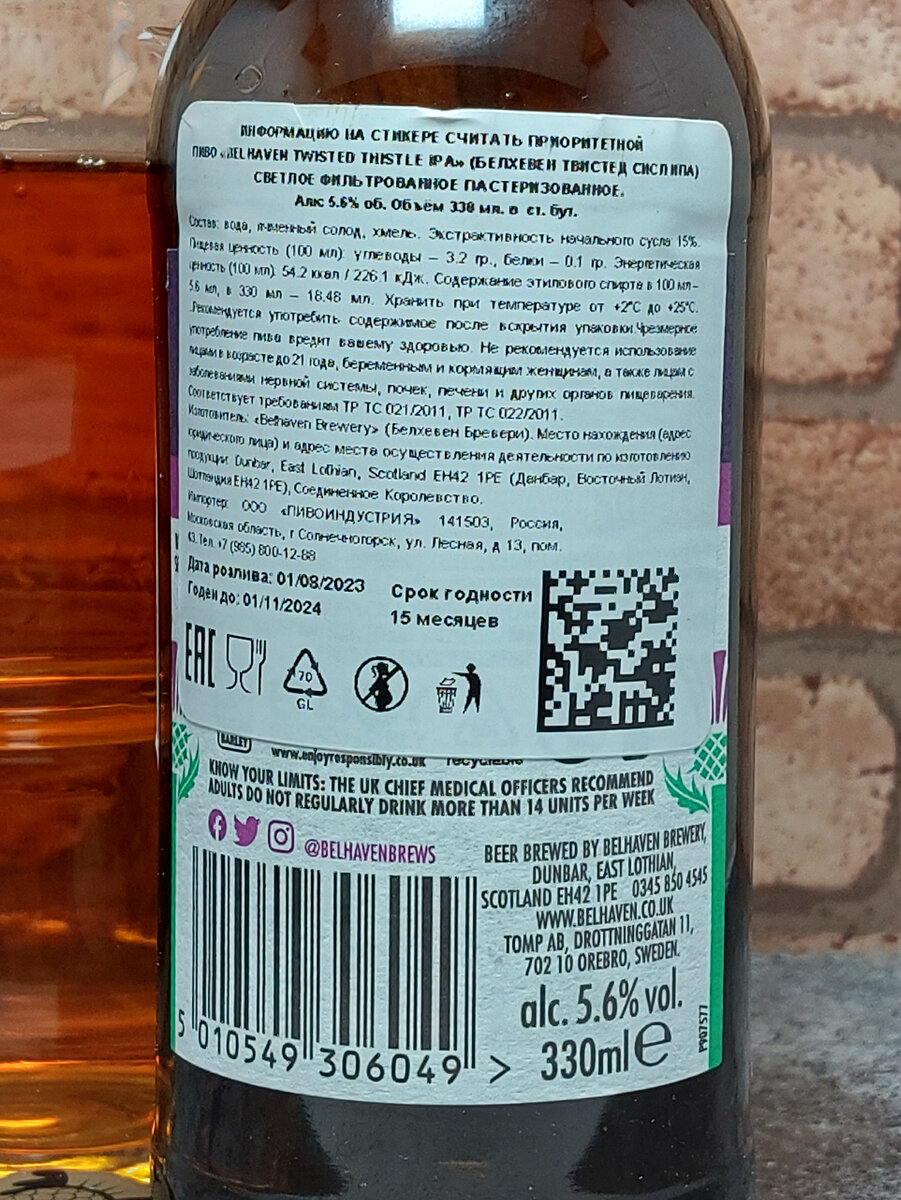 ИНФОРМАЦИЮ НА СТИКЕРЕ СЧИТАТЬ ПРИОРИТЕТНОЙ
ПИВО «BELHAVEN TWISTED THISTLE IPA» (БЕЛХЕВЕН ТВИСТЕД СИСЛ ИПА)
СВЕТЛОЕ ФИЛЬТРОВАННОЕ ПАСТЕРИЗОВАННОЕ.
Алк 5.6% об. Объём 330 мл. в ст. бут.
Состав: вода, ячменный солод, хмель. Экстрактивность начального сусла 15%.
Пищевая ценность (100 мл): углеводы – 3.2 гр., белки – 0.1 гр. Энергетическая
ценность (100 мл): 54.2 ккал / 226.1 кДж. Содержание этилового спирта в 100 мл–
5.6 мл, в 330 мл – 18.48 мл. Хранить при температуре от +2°С до +25°С.
.Рекомендуется употребить содержимое после вскрытия упаковки.Чрезмерное
употребление пива вредит вашему здоровью. Не рекомендуется использование
лицами в возрасте до 21 года, беременным и кормящим женщинам, а также лицам с
заболеваниями нервной системы, почек, печени и других органов пищеварения.
Соответствует требованиям ТР ТС 021/2011, ТР ТС 022/2011.
Изготовитель: «Belhaven Brewery» (Белхевен Бревери). Место нахождения (адрес
юридического лица) и адрес места осуществления деятельности по изготовлению
продукции: Dunbar, East Lothian, Scotland EH42 1PE (Данбар, Восточный Лотиан,
Шотландия EH42 1PE), Соединенное Королевство.
Импортер: ООО «ПИВОИНДУСТРИЯ» 141503, Россия,
Московская область, г Солнечногорск, ул. Лесная, д 13, пом.
К3. Тел. +7 (985) 800-12-88
Дата розлива: 01/08/2023
Годен до: 01/11/2024
Срок годности
15 месяцев
EAC
70
GL
BARLEY
www.enjoyresponsibly.co.uk
recyclable
KNOW YOUR LIMITS: THE UK CHIEF MEDICAL OFFICERS RECOMMEND
ADULTS DO NOT REGULARLY DRINK MORE THAN 14 UNITS PER WEEK
@BELHAVENBREWS
BEER BREWED BY BELHAVEN BREWERY,
DUNBAR, EAST LOTHIAN,
SCOTLAND EH42 1PE 0345 850 4545
WWW.BELHAVEN.CO.UK
TOMP AB, DROTTNINGGATAN 11,
702 10 OREBRO, SWEDEN.
alc. 5.6% vol.
330ml e
P907577
5 010549 306049 >